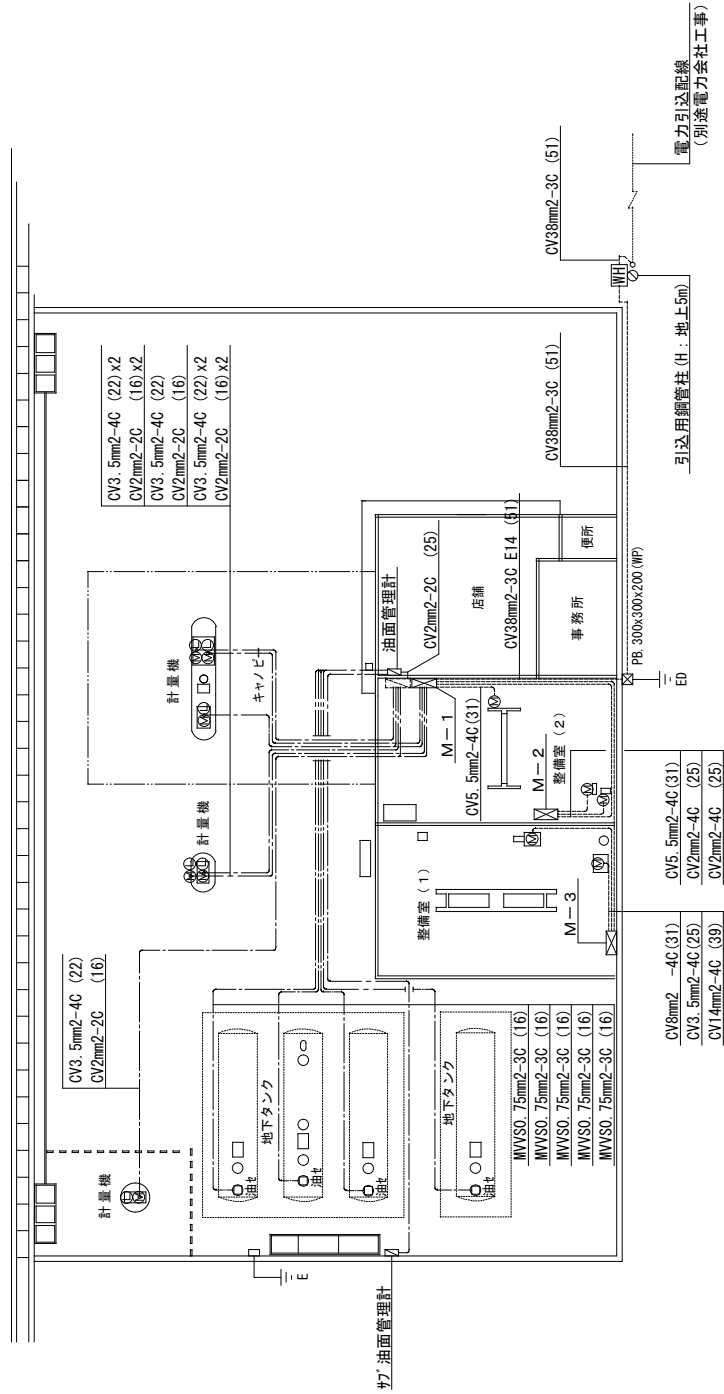 CV3.5mm2-4C (22)x2
CV2mm2-2C (16)x2
CV3.5mm2-4C (22)
CV2mm2-2C (16)
CV3.5mm2-4C (22)x2
CV2mm2-2C (16)x2
計量機
キャノピー
計量機
CV3.5mm2-4C (22)
CV2mm2-2C (16)
計量機
地下タンク
油セ
油セ
油セ
地下タンク
油セ
MVVS0.75mm2-3C (16)
MVVS0.75mm2-3C (16)
MVVS0.75mm2-3C (16)
MVVS0.75mm2-3C (16)
MVVS0.75mm2-3C (16)
E
サブ油面管理計
油面管理計
CV2mm2-2C (25)
店舗
CV38mm2-3C E14 (51)
事務所
便所
M-1
CV5.5mm2-4C(31)
M-2
整備室(2)
整備室(1)
M-3
CV5.5mm2-4C(31)
CV2mm2-4C (25)
CV2mm2-4C (25)
CV8mm2 -4C(31)
CV3.5mm2-4C(25)
CV14mm2-4C (39)
PB.300x300x200(WP)
ED
CV38mm2-3C (51)
CV38mm2-3C (51)
WH
引込用鋼管柱(H:地上5m)
電力引込配線
(別途電力会社工事)
M
M
M
M
M